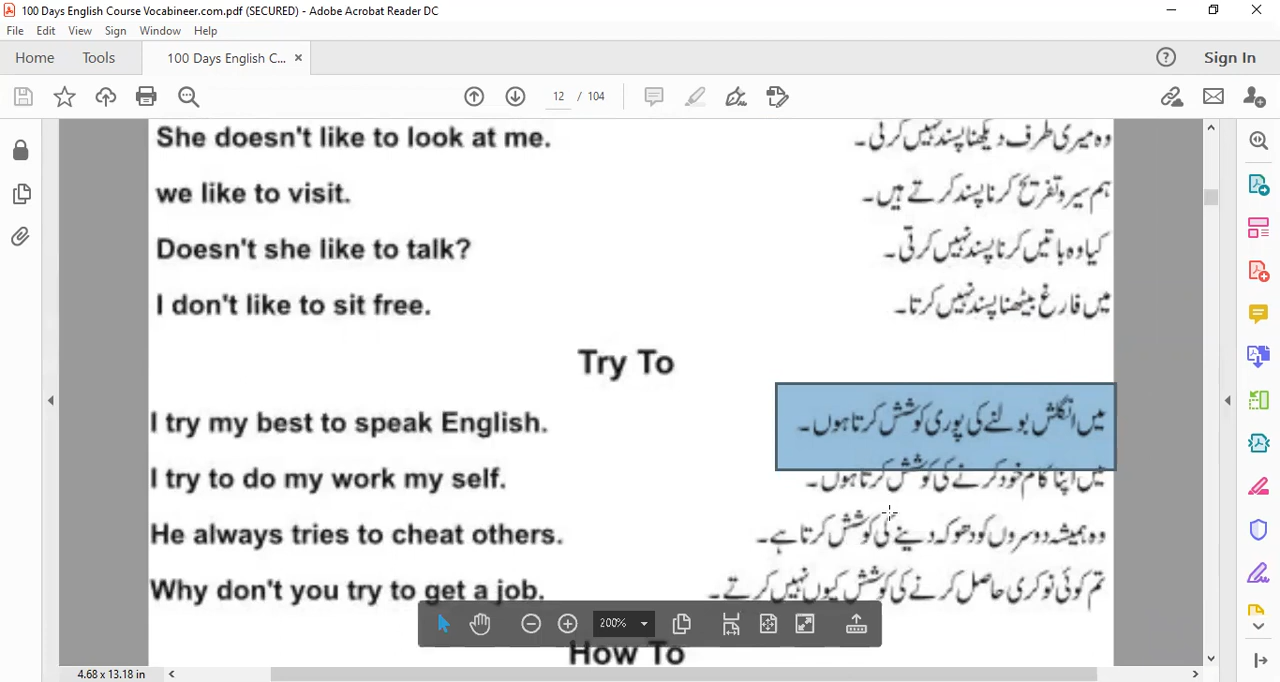 100 Days English Course Vocabineer.com.pdf (SECURED) - Adobe Acrobat Reader DC
File Edit View Sign Window Help
Home Tools 100 Days English C... ×
? Sign In
12 / 104
She doesn't like to look at me. وہ میری طرف دیکھنا پسند نہیں کرتی۔
we like to visit. ہم سیر و تفریح کرنا پسند کرتے ہیں۔
Doesn't she like to talk? کیا وہ باتیں کرنا پسند نہیں کرتی۔
I don't like to sit free. میں فارغ بیٹھنا پسند نہیں کرتا۔
Try To
I try my best to speak English. میں انگلش بولنے کی پوری کوشش کرتا ہوں۔
I try to do my work my self. میں اپنا کام خود کرنے کی کوشش کرتا ہوں۔
He always tries to cheat others. وہ ہمیشہ دوسروں کو دھوکہ دینے کی کوشش کرتا ہے۔
Why don't you try to get a job. تم کوئی نوکری حاصل کرنے کی کوشش کیوں نہیں کرتے۔
200%
How To
4.68 x 13.18 in